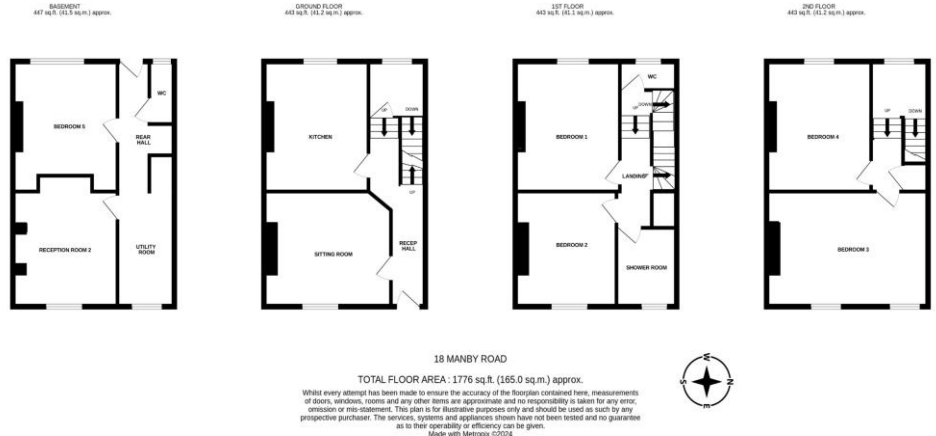 BASEMENT
447 sq.ft. (41.5 sq.m.) approx.
GROUND FLOOR
443 sq.ft. (41.2 sq.m.) approx.
1ST FLOOR
443 sq.ft. (41.1 sq.m.) approx.
2ND FLOOR
443 sq.ft. (41.2 sq.m.) approx.
BEDROOM 5
WC
REAR
HALL
RECEPTION ROOM 2
UTILITY
ROOM
KITCHEN
UP
DOWN
UP
SITTING ROOM
RECEP
HALL
BEDROOM 1
WC
DOWN
UP
LANDING
BEDROOM 2
SHOWER ROOM
BEDROOM 4
UP
DOWN
BEDROOM 3
18 MANBY ROAD
TOTAL FLOOR AREA : 1776 sq.ft. (165.0 sq.m.) approx.
Whilst every attempt has been made to ensure the accuracy of the floorplan contained here, measurements
of doors, windows, rooms and any other items are approximate and no responsibility is taken for any error,
omission or mis-statement. This plan is for illustrative purposes only and should be used as such by any
prospective purchaser. The services, systems and appliances shown have not been tested and no guarantee
as to their operability or efficiency can be given.
Made with Metropix ©2024
W
N
S
E